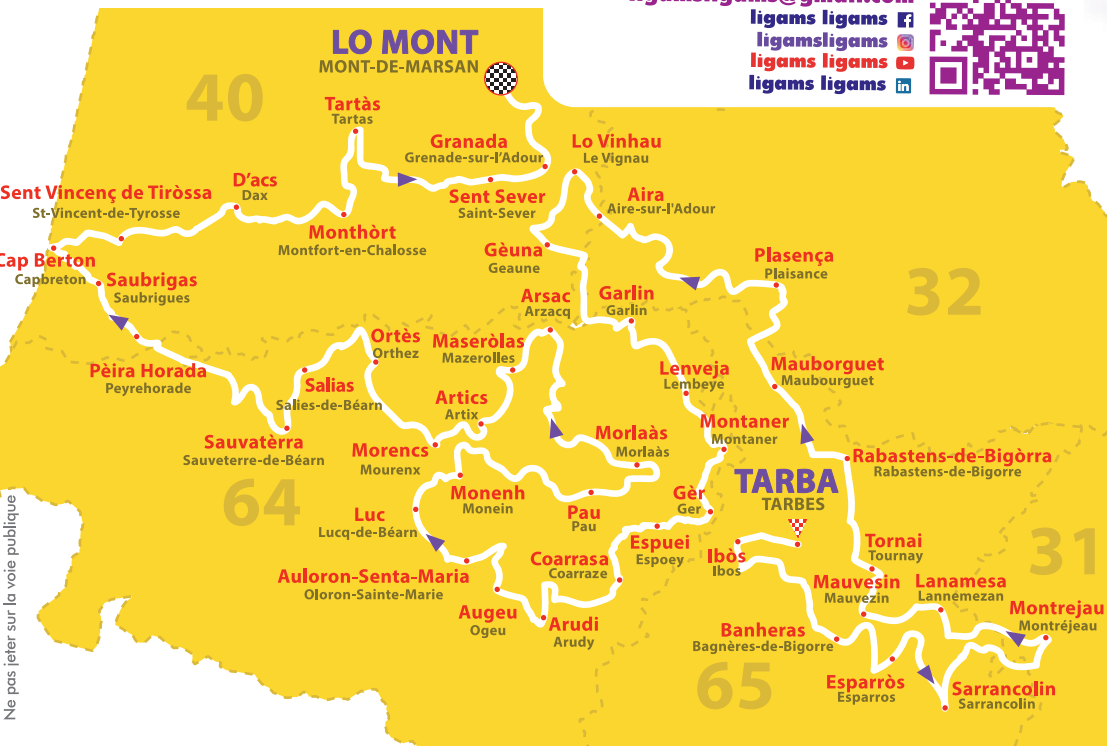 ligams ligams
ligamsligams
ligams ligams
ligams ligams
LO MONT
MONT-DE-MARSAN
40
Tartàs
Tartas
Granada
Grenade-sur-l'Adour
Lo Vinhau
Le Vignau
Sent Vincenç de Tiròssa
St-Vincent-de-Tyrosse
D'acs
Dax
Sent Sever
Saint-Sever
Aira
Aire-sur-l'Adour
Monthòrt
Montfort-en-Chalosse
Gèuna
Geaune
Plasença
Plaisance
32
Cap Berton
Capbreton
Saubrigas
Saubrigues
Arsac
Arzacq
Garlin
Garlin
Ortès
Orthez
Maseròlas
Mazerolles
Pèira Horada
Peyrehorade
Salias
Salies-de-Béarn
Lenveja
Lembeye
Mauborguet
Maubourguet
Artics
Artix
Sauvatèrra
Sauveterre-de-Béarn
Morencs
Mourenx
Morlaàs
Morlaàs
Montaner
Montaner
Rabastens-de-Bigòrra
Rabastens-de-Bigorre
TARBA
TARBES
64
Monenh
Monein
Pau
Pau
Gèr
Ger
Luc
Lucq-de-Béarn
Espuei
Espoey
Ibòs
Ibos
Tornai
Tournay
31
Coarrasa
Coarraze
Auloron-Senta-Maria
Oloron-Sainte-Marie
Mauvesin
Mauvezin
Lanamesa
Lannemezan
Montrejau
Montréjeau
Augeu
Ogeu
Arudi
Arudy
Banheras
Bagnères-de-Bigorre
65
Esparròs
Esparros
Sarrancolin
Sarrancolin
Ne pas jeter sur la voie publique